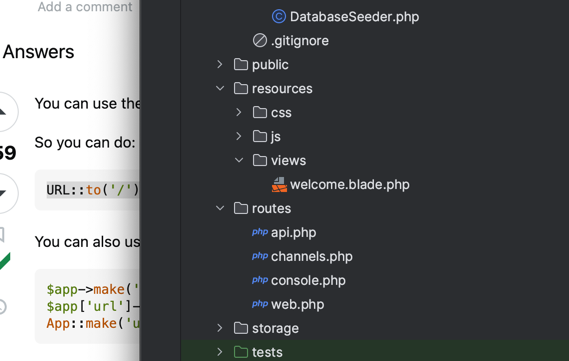 Add a comment
Answers
You can use the
So you can do:
59
URL::to('/')
You can also us
$app->make('
$app['url']-
App::make('u
DatabaseSeeder.php
.gitignore
public
resources
css
js
views
welcome.blade.php
routes
php api.php
php channels.php
php console.php
php web.php
storage
tests